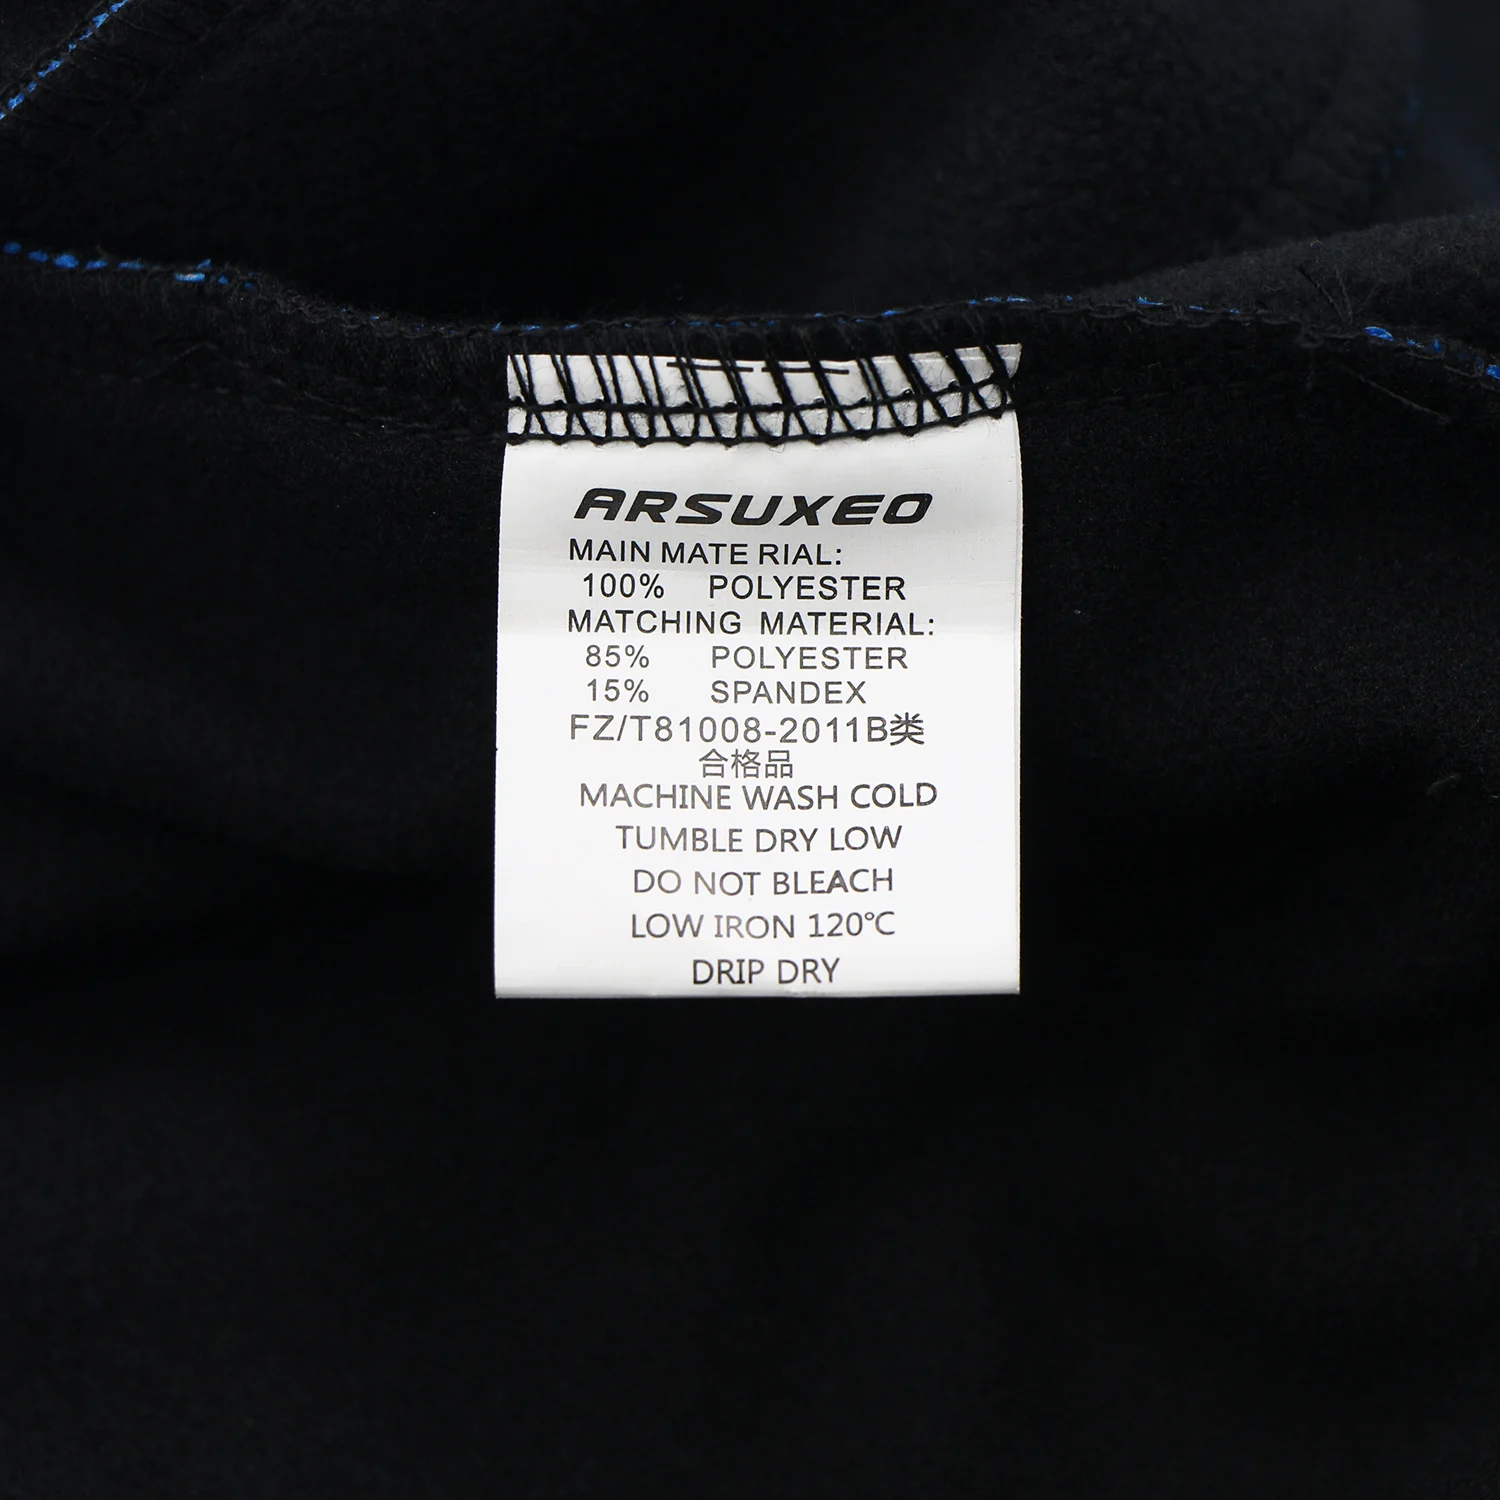 ARSUXEO
MAIN MATE RIAL:
100% POLYESTER
MATCHING MATERIAL:
85% POLYESTER
15% SPANDEX
FZ/T81008-2011B类
合格品
MACHINE WASH COLD
TUMBLE DRY LOW
DO NOT BLEACH
LOW IRON 120℃
DRIP DRY